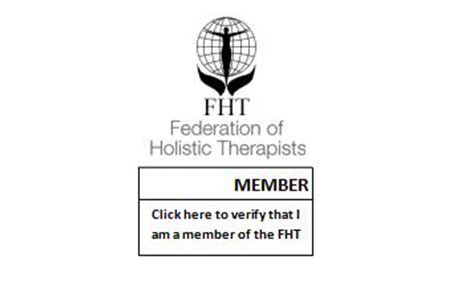 FHT
Federation of
Holistic Therapists
MEMBER
Click here to verify that I
am a member of the FHT